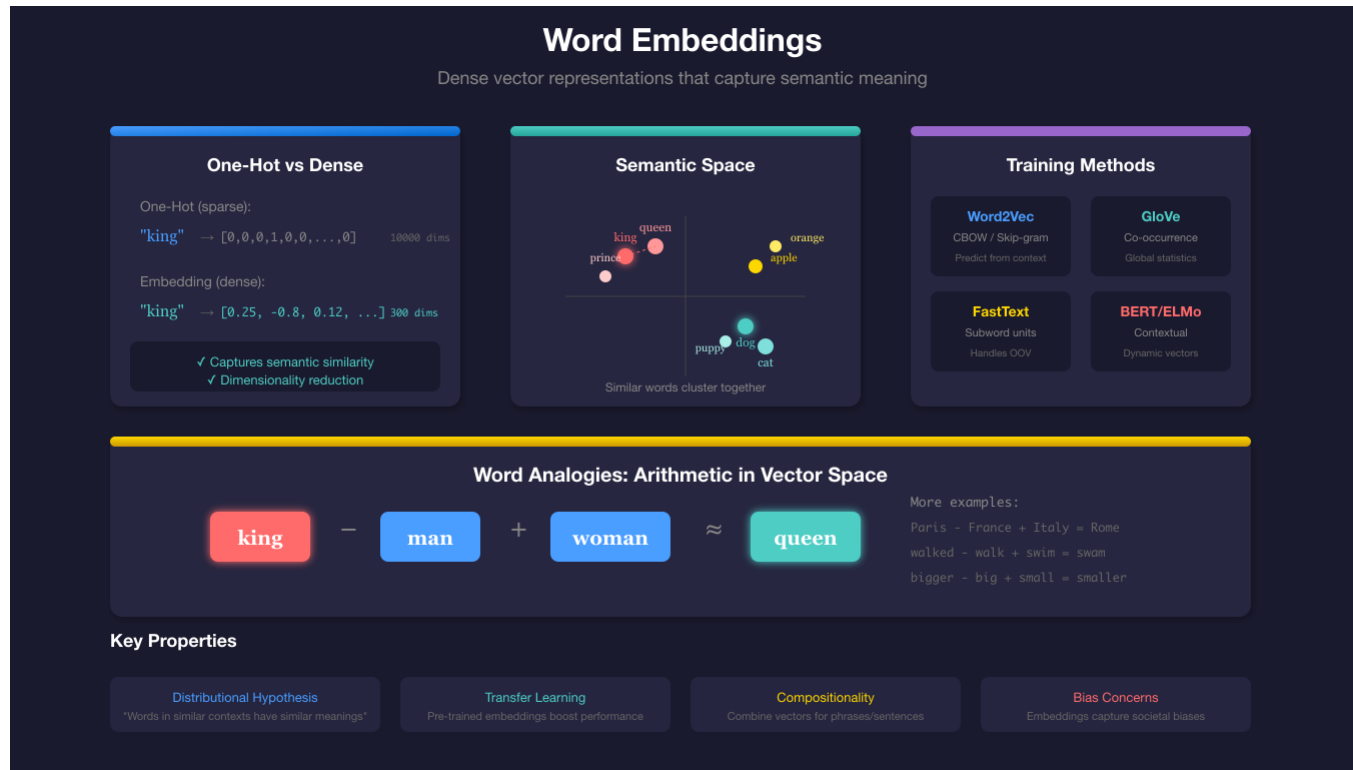 Word Embeddings
Dense vector representations that capture semantic meaning
One-Hot vs Dense
One-Hot (sparse):
"king" → [0,0,0,1,0,0,...,0] 10000 dims
Embedding (dense):
"king" → [0.25, -0.8, 0.12, ...] 300 dims
✓ Captures semantic similarity
✓ Dimensionality reduction
Semantic Space
queen
king
prince
orange
apple
puppy
dog
cat
Similar words cluster together
Training Methods
Word2Vec
CBOW / Skip-gram
Predict from context
GloVe
Co-occurrence
Global statistics
FastText
Subword units
Handles OOV
BERT/ELMo
Contextual
Dynamic vectors
Word Analogies: Arithmetic in Vector Space
king − man + woman ≈ queen
More examples:
Paris - France + Italy = Rome
walked - walk + swim = swam
bigger - big + small = smaller
Key Properties
Distributional Hypothesis
"Words in similar contexts have similar meanings"
Transfer Learning
Pre-trained embeddings boost performance
Compositionality
Combine vectors for phrases/sentences
Bias Concerns
Embeddings capture societal biases